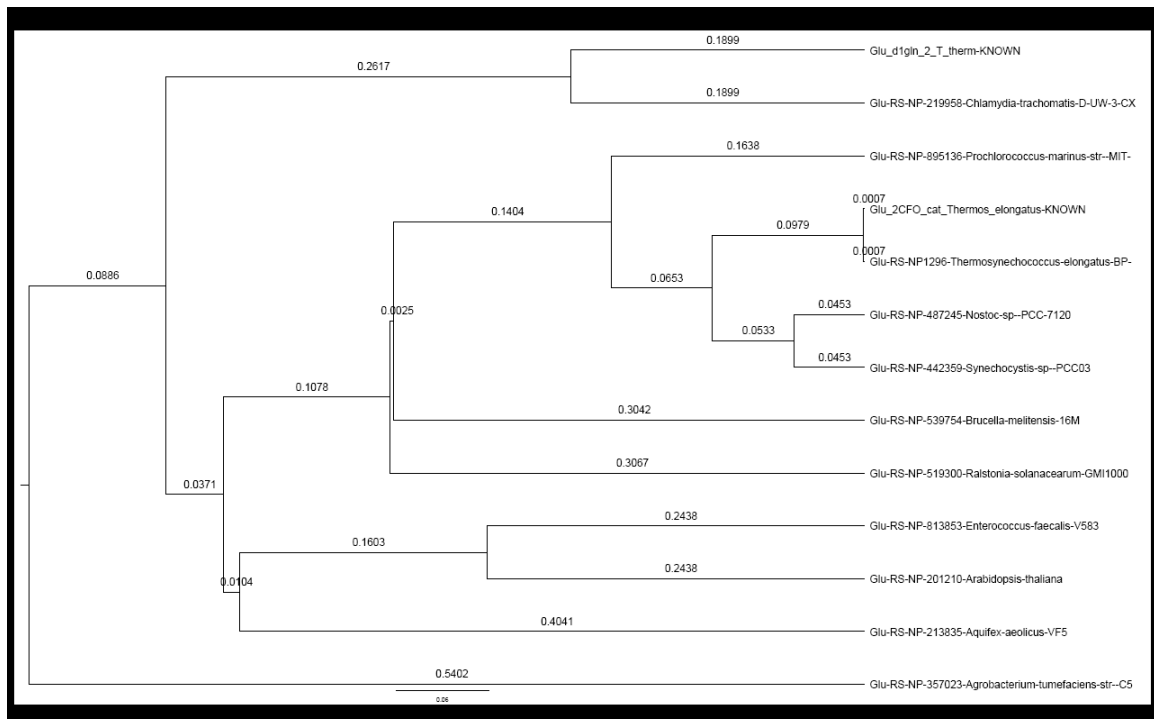 0.1899
Glu_d1gln_2_T_therm-KNOWN
0.2617
0.1899
Glu-RS-NP-219958-Chlamydia-trachomatis-D-UW-3-CX
0.1638
Glu-RS-NP-895136-Prochlorococcus-marinus-str--MIT-
0.0007
Glu_2CFO_cat_Thermos_elongatus-KNOWN
0.1404
0.0979
0.0007
Glu-RS-NP1296-Thermosynechococcus-elongatus-BP-
0.0886
0.0653
0.0453
Glu-RS-NP-487245-Nostoc-sp--PCC-7120
0.0025
0.0533
0.0453
Glu-RS-NP-442359-Synechocystis-sp--PCC03
0.1078
0.3042
Glu-RS-NP-539754-Brucella-melitensis-16M
0.3067
Glu-RS-NP-519300-Ralstonia-solanacearum-GMI1000
0.0371
0.2438
Glu-RS-NP-813853-Enterococcus-faecalis-V583
0.1603
0.2438
Glu-RS-NP-201210-Arabidopsis-thaliana
0.0104
0.4041
Glu-RS-NP-213835-Aquifex-aeolicus-VF5
0.5402
Glu-RS-NP-357023-Agrobacterium-tumefaciens-str--C5
0.06